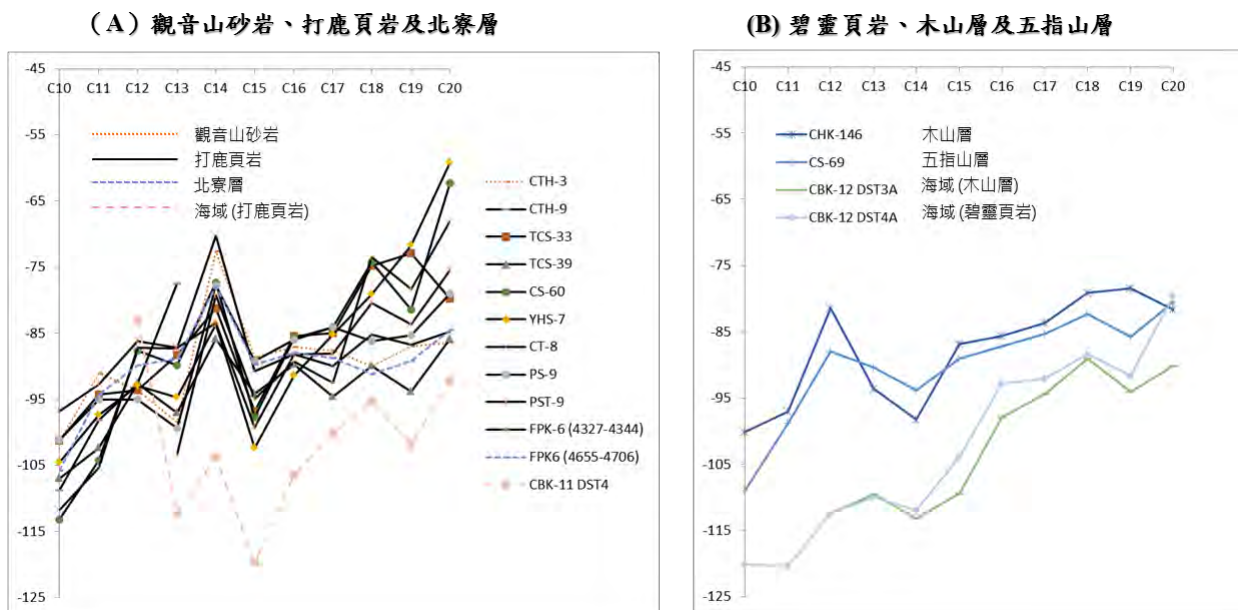 （A）觀音山砂岩、打鹿頁岩及北寮層
-45
C10 C11 C12 C13 C14 C15 C16 C17 C18 C19 C20
-55
-65
-75
-85
-95
-105
-115
-125
觀音山砂岩
打鹿頁岩
北寮層
海域 (打鹿頁岩)
CTH-3
CTH-9
TCS-33
TCS-39
CS-60
YHS-7
CT-8
PS-9
PST-9
FPK-6 (4327-4344)
FPK6 (4655-4706)
CBK-11 DST4
(B) 碧靈頁岩、木山層及五指山層
-45
C10 C11 C12 C13 C14 C15 C16 C17 C18 C19 C20
-55
-65
-75
-85
-95
-105
-115
-125
CHK-146 木山層
CS-69 五指山層
CBK-12 DST3A 海域 (木山層)
CBK-12 DST4A 海域 (碧靈頁岩)